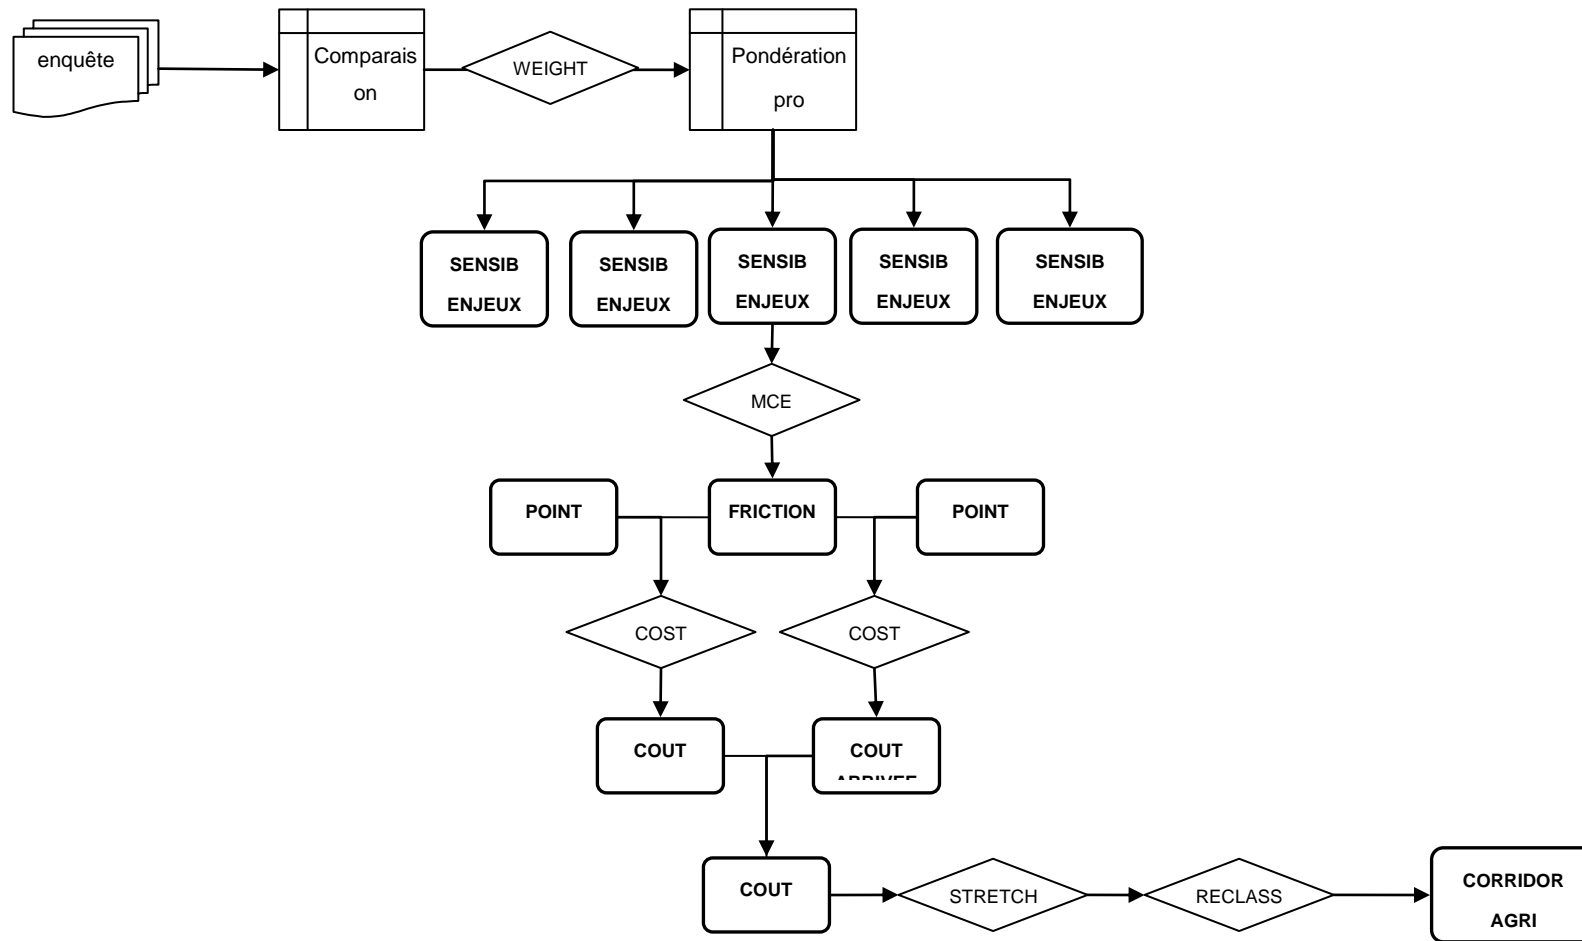 enquête
Comparais
on
WEIGHT
Pondération
pro
SENSIB
ENJEUX
SENSIB
ENJEUX
SENSIB
ENJEUX
SENSIB
ENJEUX
SENSIB
ENJEUX
MCE
POINT
FRICTION
POINT
COST
COST
COUT
COUT
ARRIVEE
COUT
STRETCH
RECLASS
CORRIDOR
AGRI